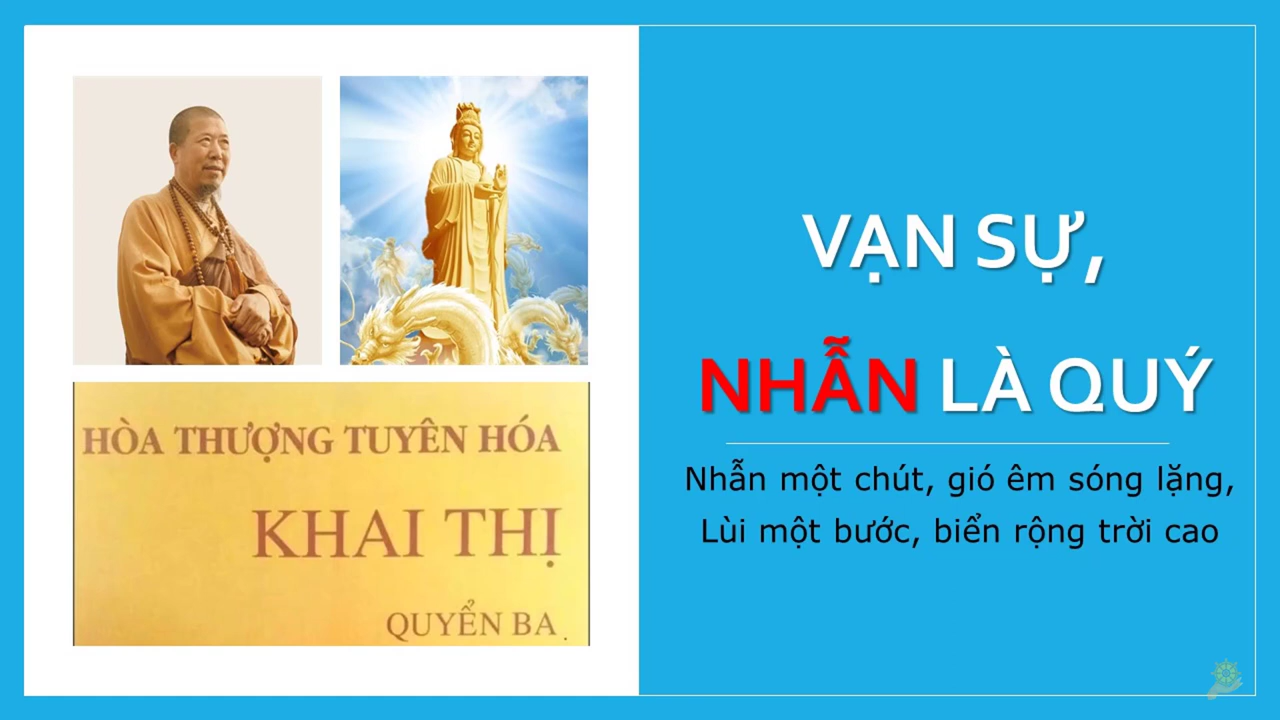 HÒA THƯỢNG TUYÊN HÓA
KHAI THỊ
QUYỂN BA
VẠN SỰ,
NHẪN LÀ QUÝ
Nhẫn một chút, gió êm sóng lặng,
Lùi một bước, biển rộng trời cao